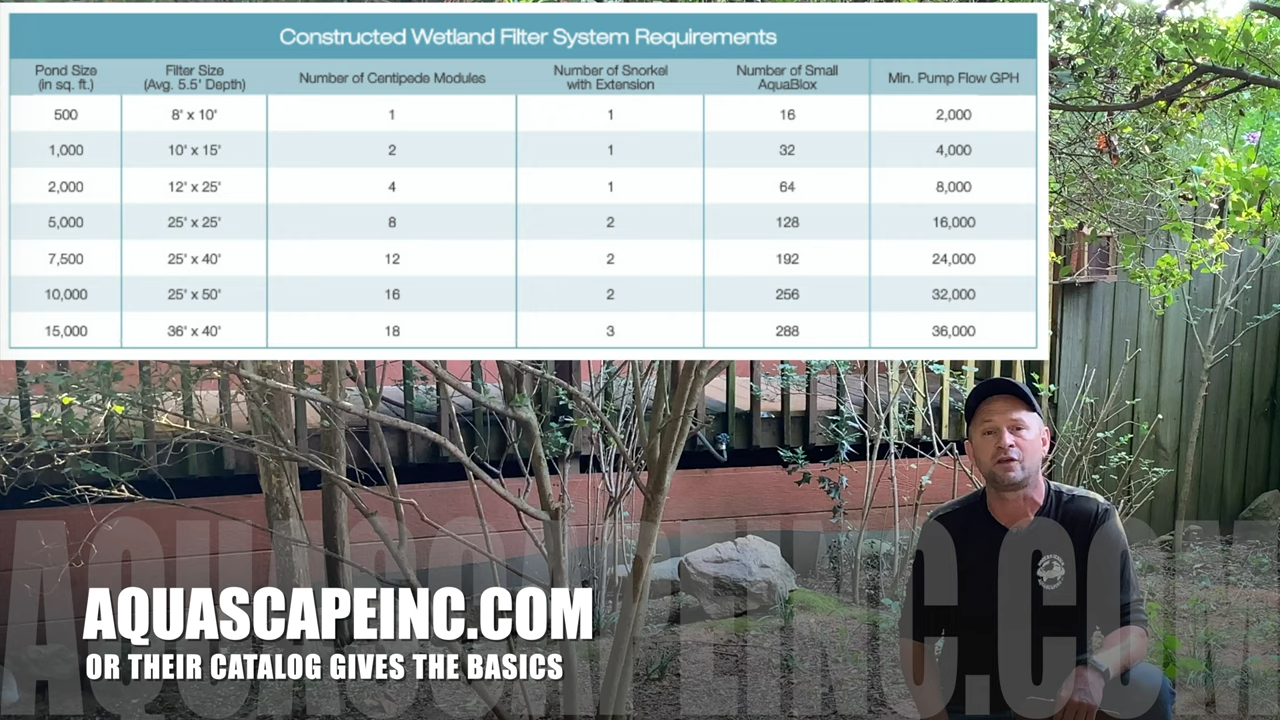 Constructed Wetland Filter System Requirements
Pond Size (in sq. ft.) Filter Size (Avg. 5.5' Depth) Number of Centipede Modules Number of Snorkel with Extension Number of Small AquaBlox Min. Pump Flow GPH
500 8' x 10' 1 1 16 2,000
1,000 10' x 15' 2 1 32 4,000
2,000 12' x 25' 4 1 64 8,000
5,000 25' x 25' 8 2 128 16,000
7,500 25' x 40' 12 2 192 24,000
10,000 25' x 50' 16 2 256 32,000
15,000 36' x 40' 18 3 288 36,000
AQUASCAPEINC.COM
AQUASCAPEINC.COM
OR THEIR CATALOG GIVES THE BASICS